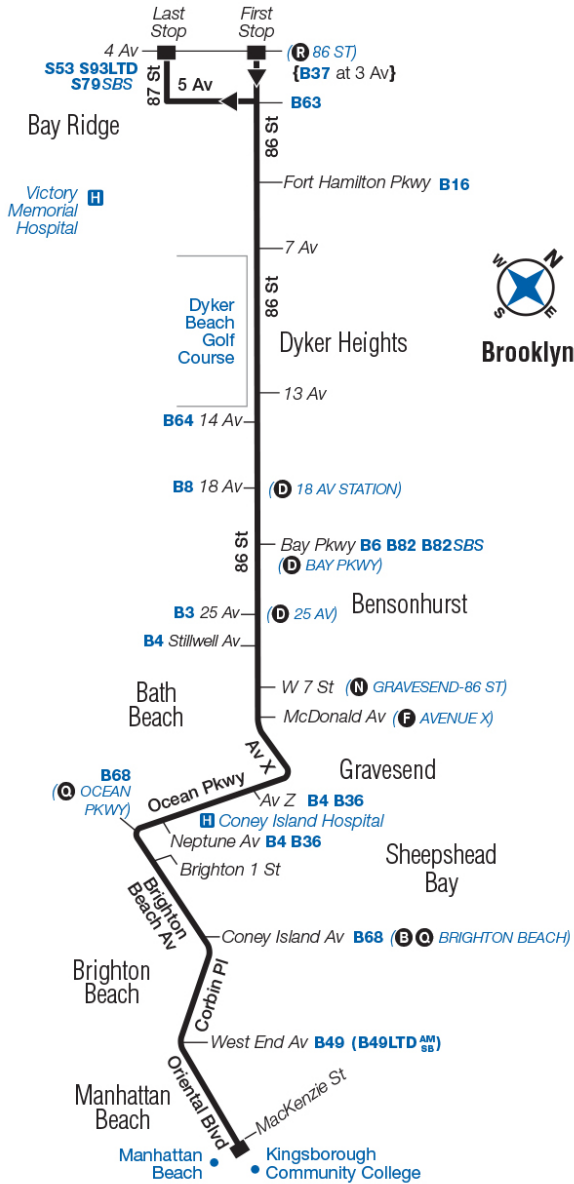 Last
Stop
First
Stop
4 Av
(R 86 ST)
S53 S93LTD
S79SBS
{B37 at 3 Av}
87 St
5 Av
B63
Bay Ridge
86 St
Victory
Memorial
Hospital
H
Fort Hamilton Pkwy B16
7 Av
W
N
S
E
Brooklyn
86 St
Dyker
Beach
Golf
Course
Dyker Heights
13 Av
B64 14 Av
B8 18 Av
(D 18 AV STATION)
86 St
Bay Pkwy B6 B82 B82SBS
(D BAY PKWY)
B3 25 Av
(D 25 AV)
Bensonhurst
B4 Stillwell Av
W 7 St (N GRAVESEND-86 ST)
Bath
Beach
McDonald Av (F AVENUE X)
Av X
Gravesend
Ocean Pkwy
B68
(Q OCEAN
PKWY)
Av Z B4 B36
H Coney Island Hospital
Neptune Av B4 B36
Brighton 1 St
Sheepshead
Bay
Brighton
Beach Av
Coney Island Av B68 (B Q BRIGHTON BEACH)
Brighton
Beach
Corbin Pl
West End Av B49 (B49LTD AM
SB)
Oriental Blvd
Manhattan
Beach
MacKenzie St
Manhattan
Beach
Kingsborough
Community College